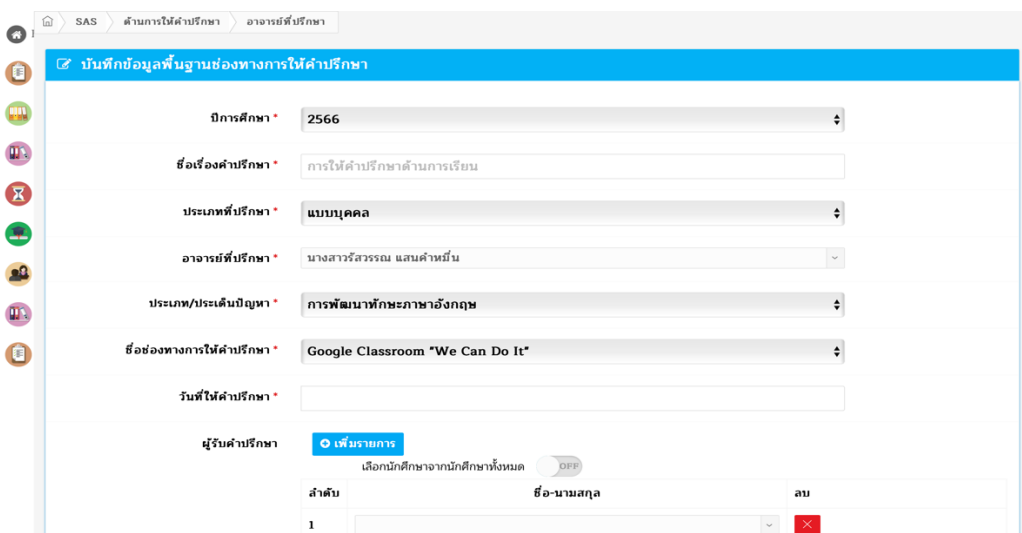 SAS ด้านการให้คำปรึกษา อาจารย์ที่ปรึกษา
บันทึกข้อมูลพื้นฐานช่องทางการให้คำปรึกษา
ปีการศึกษา * 2566
ชื่อเรื่องคำปรึกษา * การให้คำปรึกษาด้านการเรียน
ประเภทที่ปรึกษา * แบบบุคคล
อาจารย์ที่ปรึกษา * นางสาวรัสวรรณ แสนคำหมื่น
ประเภท/ประเด็นปัญหา * การพัฒนาทักษะภาษาอังกฤษ
ชื่อช่องทางการให้คำปรึกษา * Google Classroom "We Can Do It"
วันที่ให้คำปรึกษา *
ผู้รับคำปรึกษา เพิ่มรายการ
เลือกนักศึกษาจากนักศึกษาทั้งหมด OFF
ลำดับ ชื่อ-นามสกุล ลบ
1